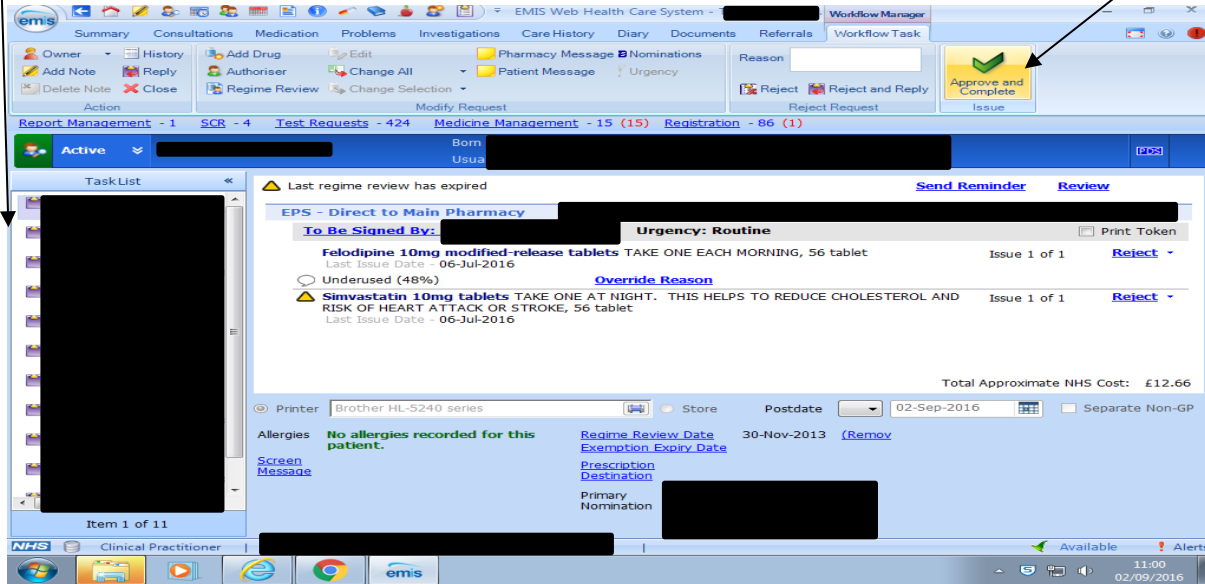 emis
EMIS Web Health Care System -
Workflow Manager
Summary Consultations Medication Problems Investigations Care History Diary Documents Referrals Workflow Task
Owner History Add Drug Edit Pharmacy Message Nominations
Add Note Reply Authoriser Change All Patient Message Urgency
Delete Note Close Regime Review Change Selection
Reason
Reject Reject and Reply
Approve and
Complete
Action Modify Request Reject Request Issue
Report Management - 1 SCR - 4 Test Requests - 424 Medicine Management - 15 (15) Registration - 86 (1)
Active
Born
Usua
PDS
TaskList «
Last regime review has expired Send Reminder Review
EPS - Direct to Main Pharmacy
To Be Signed By: Urgency: Routine Print Token
Felodipine 10mg modified-release tablets TAKE ONE EACH MORNING, 56 tablet Issue 1 of 1 Reject
Last Issue Date - 06-Jul-2016
Underused (48%) Override Reason
Simvastatin 10mg tablets TAKE ONE AT NIGHT. THIS HELPS TO REDUCE CHOLESTEROL AND Issue 1 of 1 Reject
RISK OF HEART ATTACK OR STROKE, 56 tablet
Last Issue Date - 06-Jul-2016
Total Approximate NHS Cost: £12.66
Printer Brother HL-5240 series Store Postdate 02-Sep-2016 Separate Non-GP
Allergies No allergies recorded for this
patient.
Regime Review Date 30-Nov-2013 (Remov
Exemption Expiry Date
Screen
Message
Prescription
Destination
Primary
Nomination
Item 1 of 11
NHS Clinical Practitioner Available Alerts
emis
11:00
02/09/2016